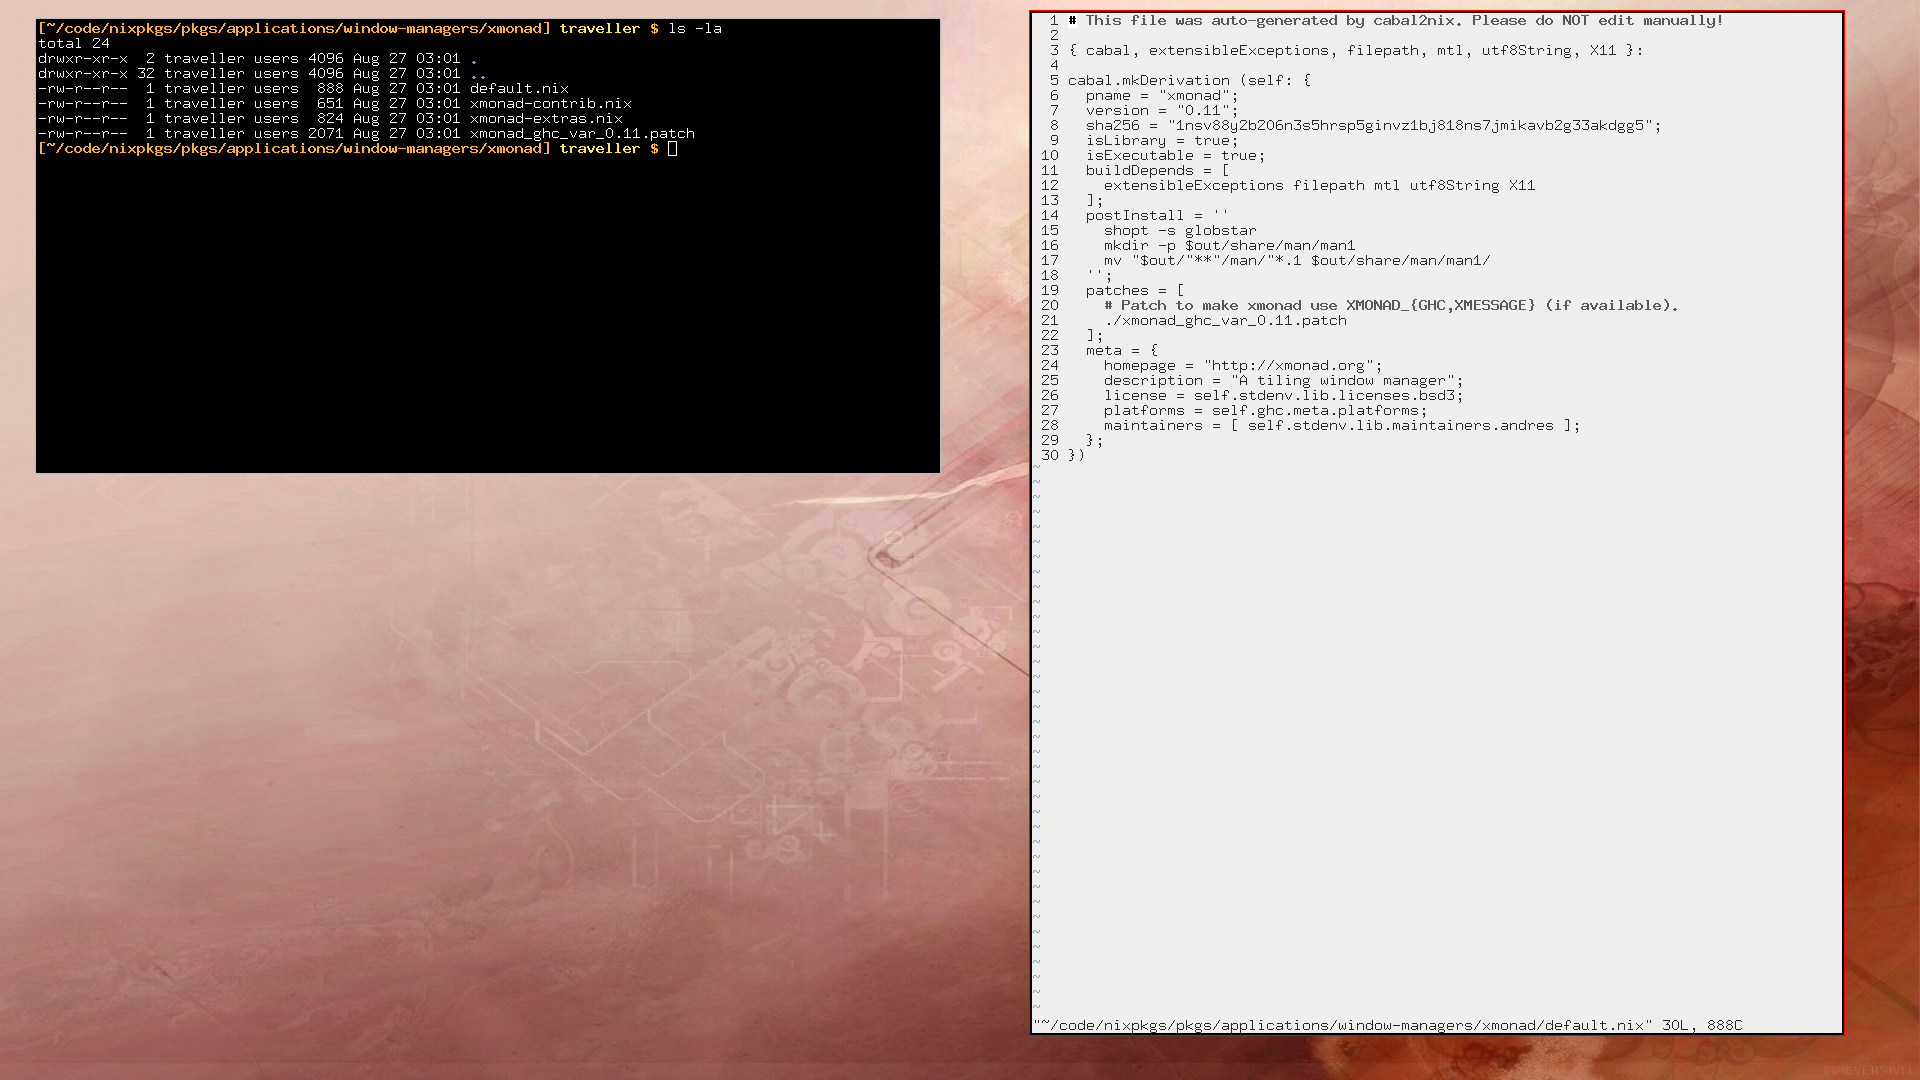 [~/code/nixpkgs/pkgs/applications/window-managers/xmonad] traveller $ ls -la
total 24
drwxr-xr-x  2 traveller users 4096 Aug 27 03:01 .
drwxr-xr-x 32 traveller users 4096 Aug 27 03:01 ..
-rw-r--r--  1 traveller users  888 Aug 27 03:01 default.nix
-rw-r--r--  1 traveller users  651 Aug 27 03:01 xmonad-contrib.nix
-rw-r--r--  1 traveller users  824 Aug 27 03:01 xmonad-extras.nix
-rw-r--r--  1 traveller users 2071 Aug 27 03:01 xmonad_ghc_var_0.11.patch
[~/code/nixpkgs/pkgs/applications/window-managers/xmonad] traveller $
1 # This file was auto-generated by cabal2nix. Please do NOT edit manually!
2
3 { cabal, extensibleExceptions, filepath, mtl, utf8String, X11 }:
4
5 cabal.mkDerivation (self: {
6   pname = "xmonad";
7   version = "0.11";
8   sha256 = "1nsv88y2b206n3s5hrsp5ginvz1bj818ns7jmikavb2g33akdgg5";
9   isLibrary = true;
10   isExecutable = true;
11   buildDepends = [
12     extensibleExceptions filepath mtl utf8String X11
13   ];
14   postInstall = ''
15     shopt -s globstar
16     mkdir -p $out/share/man/man1
17     mv "$out/"**"/man/"*.1 $out/share/man/man1/
18   '';
19   patches = [
20     # Patch to make xmonad use XMONAD_{GHC,XMESSAGE} (if available).
21     ./xmonad_ghc_var_0.11.patch
22   ];
23   meta = {
24     homepage = "http://xmonad.org";
25     description = "A tiling window manager";
26     license = self.stdenv.lib.licenses.bsd3;
27     platforms = self.ghc.meta.platforms;
28     maintainers = [ self.stdenv.lib.maintainers.andres ];
29   };
30 })
"~/code/nixpkgs/pkgs/applications/window-managers/xmonad/default.nix" 30L, 888C